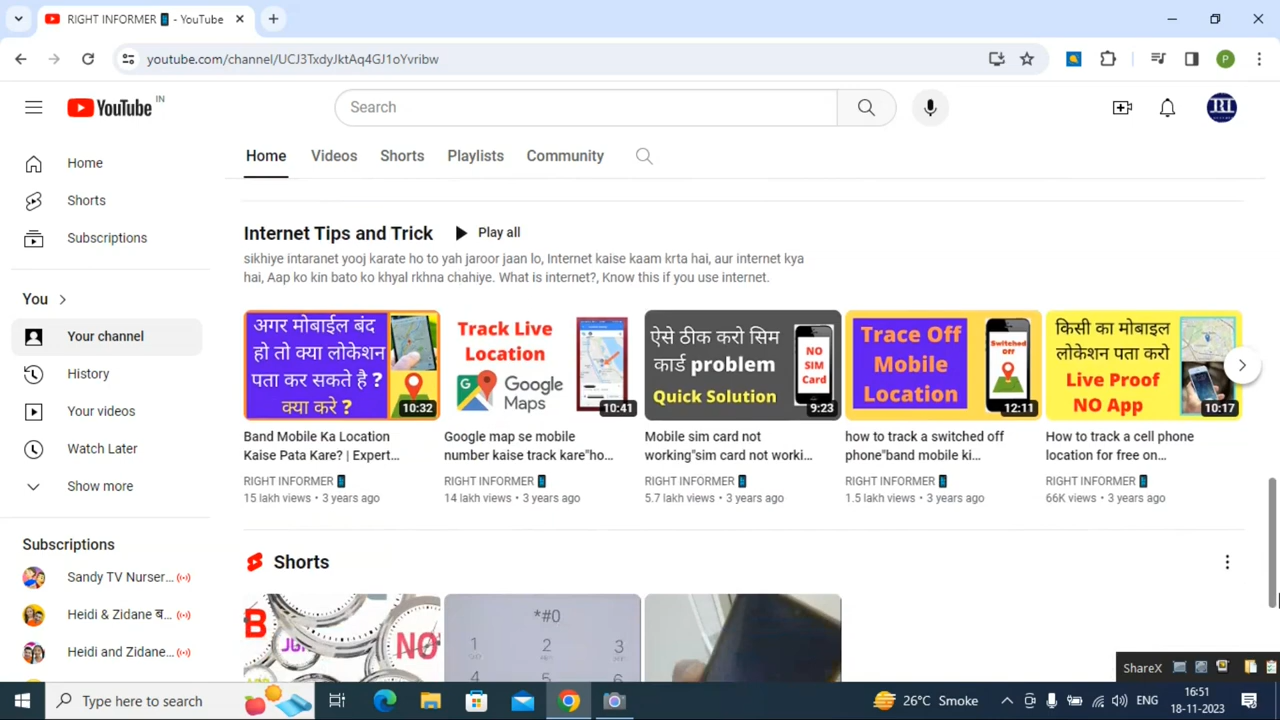 RIGHT INFORMER - YouTube
youtube.com/channel/UCJ3TxdyJktAq4GJ1oYvribw
P
YouTube IN
Search
RI
Home Videos Shorts Playlists Community
Home
Shorts
Subscriptions
You
Your channel
History
Your videos
Watch Later
Show more
Subscriptions
Sandy TV Nurser...
Heidi & Zidane ब...
Heidi and Zidane...
Internet Tips and Trick Play all
sikhiye intaranet yooj karate ho to yah jaroor jaan lo, Internet kaise kaam krta hai, aur internet kya
hai, Aap ko kin bato ko khyal rkhna chahiye. What is internet?, Know this if you use internet.
अगर मोबाईल बंद
हो तो क्या लोकेशन
पता कर सकते है ?
क्या करे ?
10:32
Band Mobile Ka Location
Kaise Pata Kare? | Expert...
RIGHT INFORMER
15 lakh views • 3 years ago
Track Live
Location
Google
Maps
10:41
Google map se mobile
number kaise track kare"ho...
RIGHT INFORMER
14 lakh views • 3 years ago
ऐसे ठीक करो सिम
कार्ड problem
Quick Solution
NO
SIM
Card
9:23
Mobile sim card not
working"sim card not worki...
RIGHT INFORMER
5.7 lakh views • 3 years ago
Trace Off
Mobile
Location
Switched
Off
12:11
how to track a switched off
phone"band mobile ki...
RIGHT INFORMER
1.5 lakh views • 3 years ago
किसी का मोबाइल
लोकेशन पता करो
Live Proof
NO App
10:17
How to track a cell phone
location for free on...
RIGHT INFORMER
66K views • 3 years ago
Shorts
B
NO
*#0
1 2 3
4 5 6
ShareX
Type here to search
26°C Smoke
ENG
16:51
18-11-2023